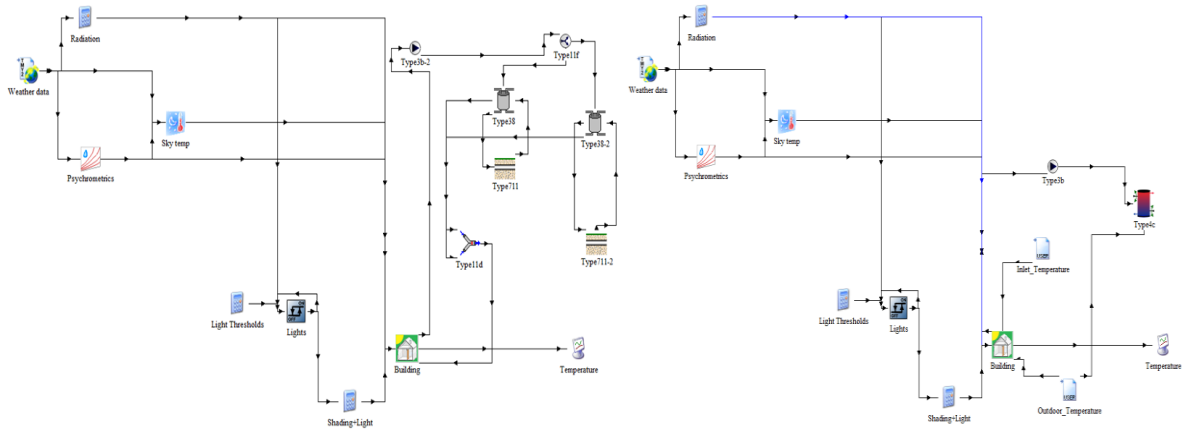 Radiation
Weather data
Sky temp
Psychrometrics
Type3b-2
Type11f
Type38
Type38-2
Type711
Type711-2
Type11d
Light Thresholds
Lights
Building
Temperature
Shading+Light
Radiation
Weather data
Sky temp
Psychrometrics
Type3b
Type4c
USER
Inlet_Temperature
Light Thresholds
Lights
Building
Temperature
USER
Outdoor_Temperature
Shading+Light